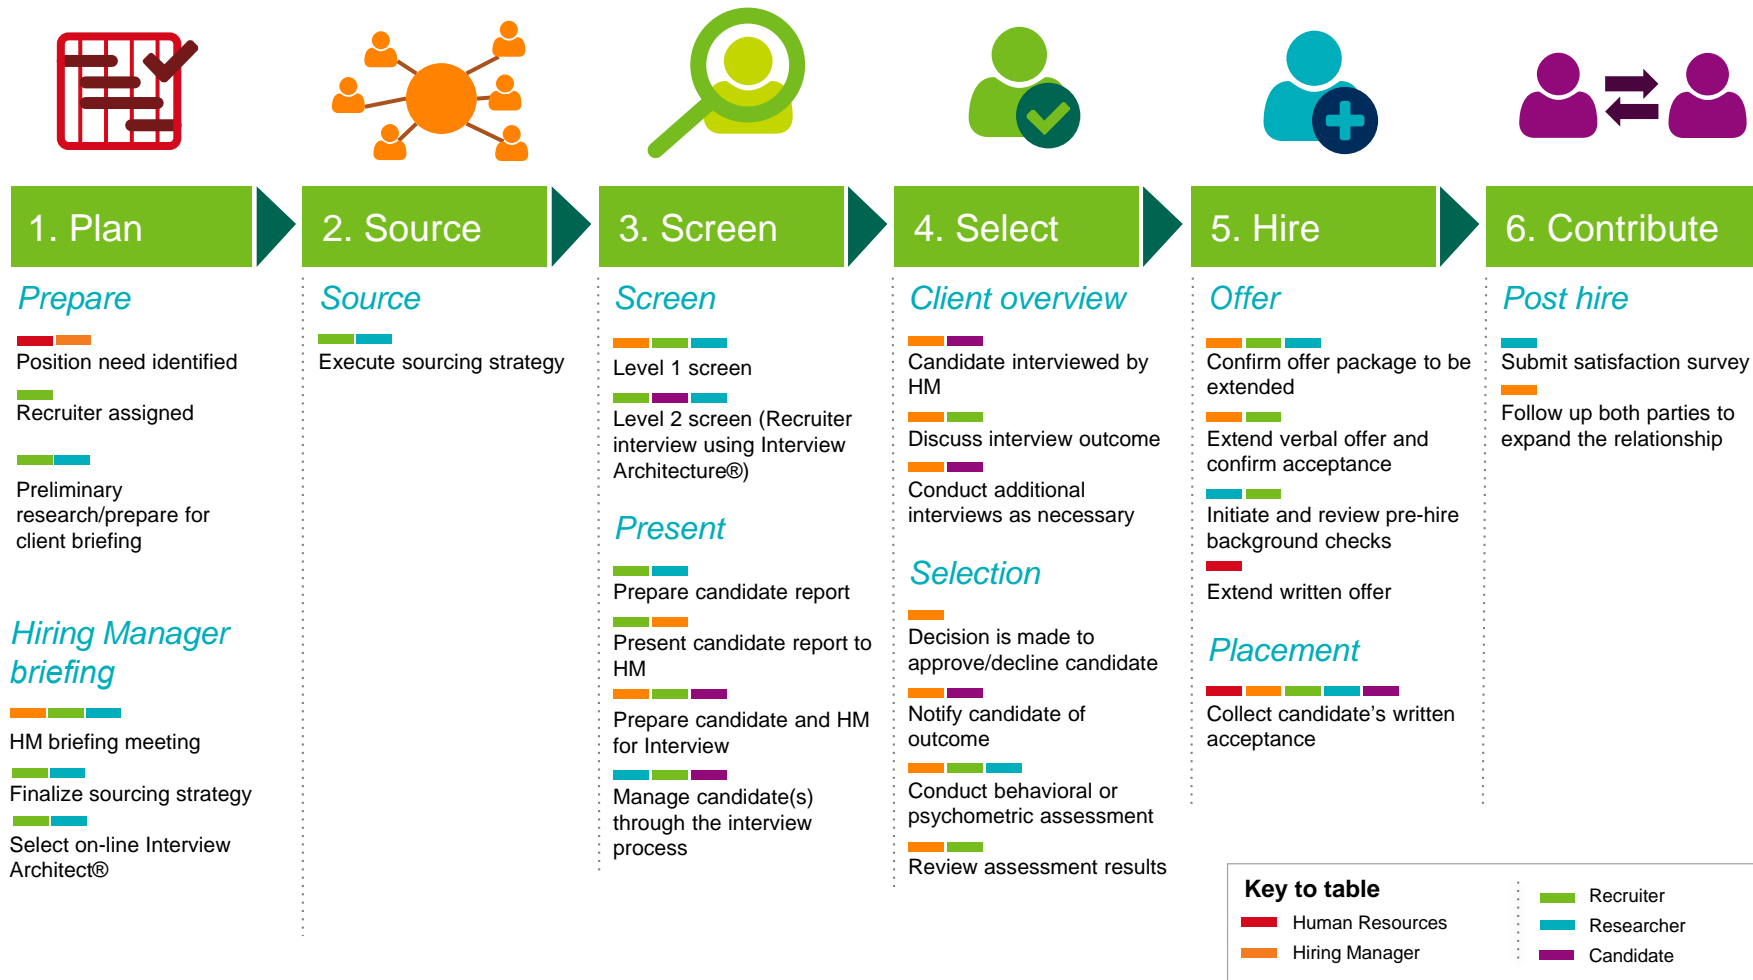 1. Plan
2. Source
3. Screen
4. Select
5. Hire
6. Contribute
Prepare
Position need identified
Recruiter assigned
Preliminary
research/prepare for
client briefing
Hiring Manager
briefing
HM briefing meeting
Finalize sourcing strategy
Select on-line Interview
Architect®
Source
Execute sourcing strategy
Screen
Level 1 screen
Level 2 screen (Recruiter
interview using Interview
Architecture®)
Present
Prepare candidate report
Present candidate report to
HM
Prepare candidate and HM
for Interview
Manage candidate(s)
through the interview
process
Client overview
Candidate interviewed by
HM
Discuss interview outcome
Conduct additional
interviews as necessary
Selection
Decision is made to
approve/decline candidate
Notify candidate of
outcome
Conduct behavioral or
psychometric assessment
Review assessment results
Offer
Confirm offer package to be
extended
Extend verbal offer and
confirm acceptance
Initiate and review pre-hire
background checks
Extend written offer
Placement
Collect candidate's written
acceptance
Post hire
Submit satisfaction survey
Follow up both parties to
expand the relationship
Key to table
Human Resources
Hiring Manager
Recruiter
Researcher
Candidate